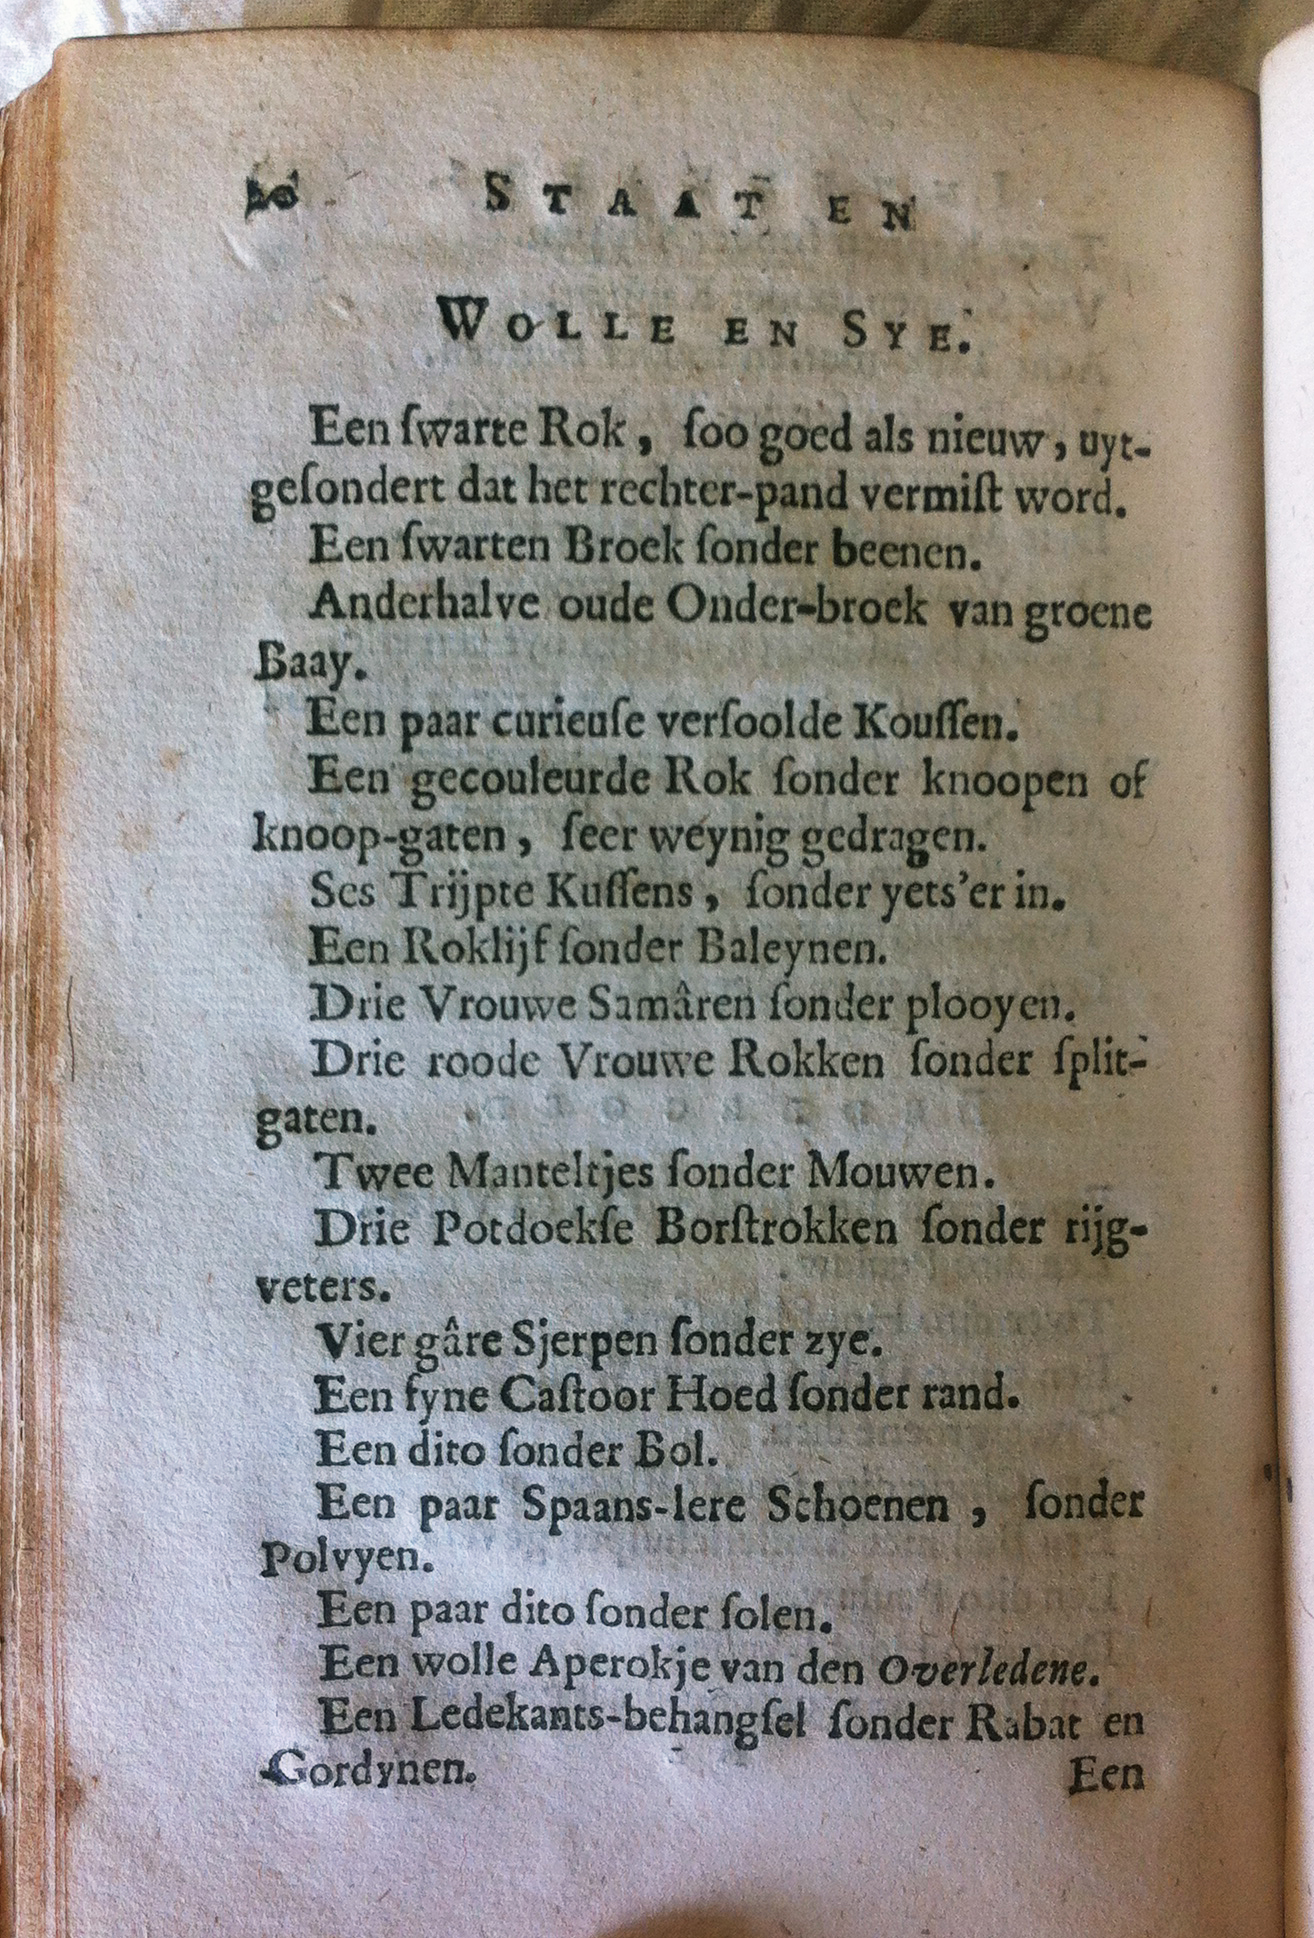 STAAT EN
WOLLE EN SYE.
Een ſwarte Rok, ſoo goed als nieuw, uyt-
geſondert dat het rechter-pand vermiſt word.
Een ſwarten Broek ſonder beenen.
Anderhalve oude Onder-broek van groene
Baay.
Een paar curieuſe verſoolde Kouſſen.
Een gecouleurde Rok ſonder knoopen of
knoop-gaten, ſeer weynig gedragen.
Ses Trijpte Kuſſens, ſonder yets'er in.
Een Roklijf ſonder Baleynen.
Drie Vrouwe Samâren ſonder plooyen.
Drie roode Vrouwe Rokken ſonder ſplit-
gaten.
Twee Manteltjes ſonder Mouwen.
Drie Potdoekſe Borſtrokken ſonder rijg-
veters.
Vier gâre Sjerpen ſonder zye.
Een fyne Caſtoor Hoed ſonder rand.
Een dito ſonder Bol.
Een paar Spaans-lere Schoenen, ſonder
Polvyen.
Een paar dito ſonder ſolen.
Een wolle Aperokje van den Overledene.
Een Ledekants-behangſel ſonder Rabat en
Gordynen.
Een